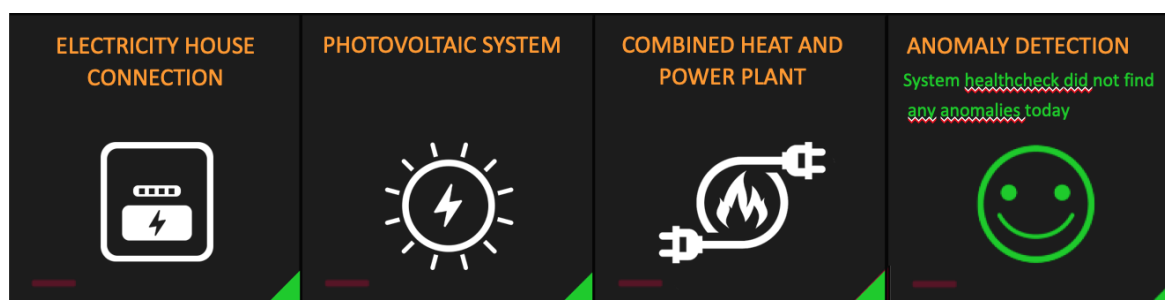 ELECTRICITY HOUSE
CONNECTION
PHOTOVOLTAIC SYSTEM
COMBINED HEAT AND
POWER PLANT
ANOMALY DETECTION
System healthcheck did not find
any anomalies today